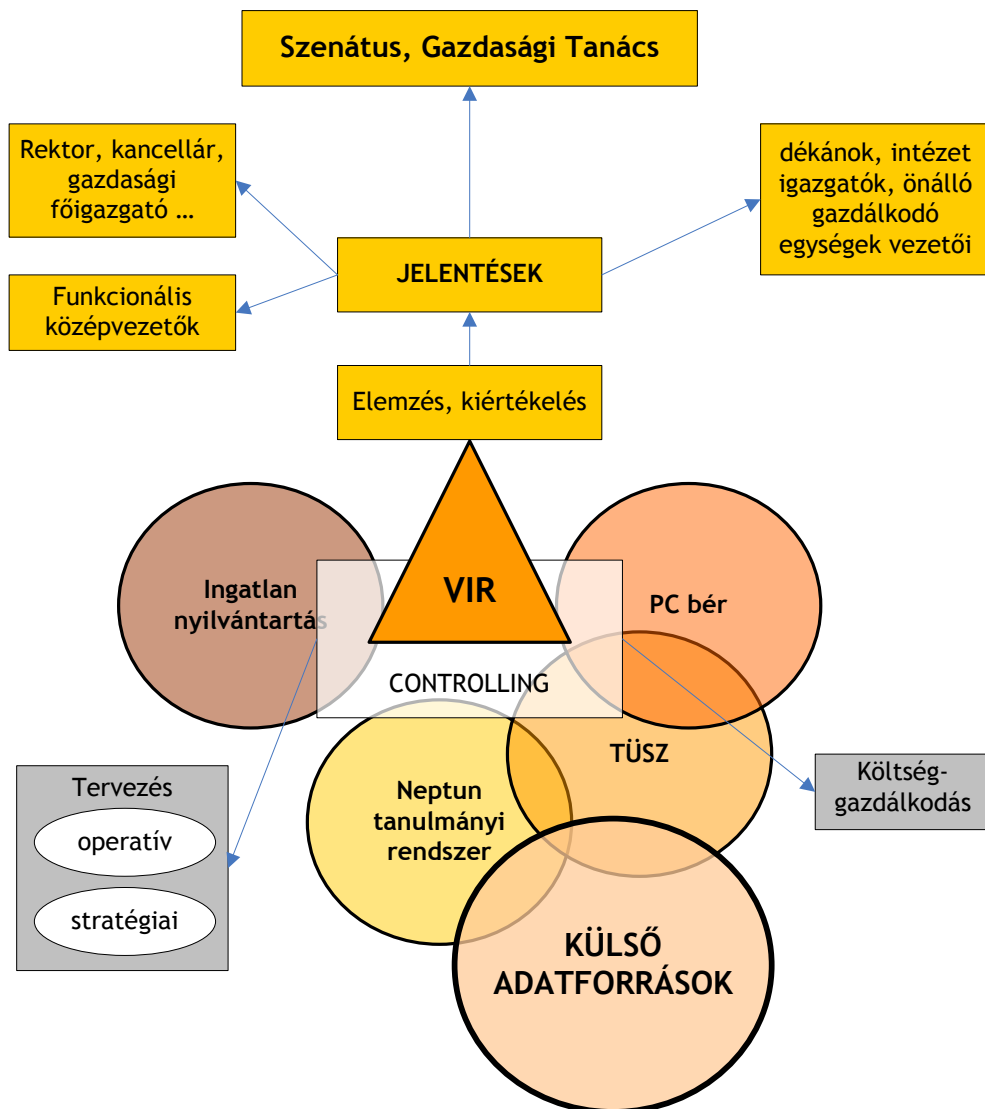 Szenátus, Gazdasági Tanács
Rektor, kancellár,
gazdasági
főigazgató ...
dékánok, intézet
igazgatók, önálló
gazdálkodó
egységek vezetői
JELENTÉSEK
Funkcionális
középvezetők
Elemzés, kiértékelés
VIR
Ingatlan
nyilvántartás
PC bér
CONTROLLING
TÜSZ
Neptun
tanulmányi
rendszer
Költség-
gazdálkodás
Tervezés
operatív
stratégiai
KÜLSŐ
ADATFORRÁSOK